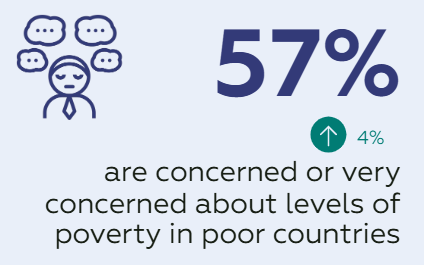 57%
4%
are concerned or very
concerned about levels of
poverty in poor countries